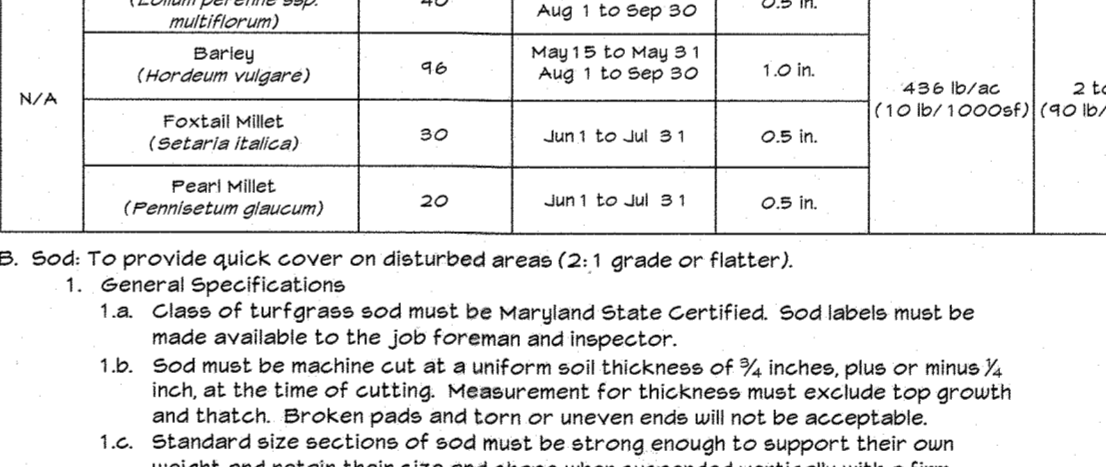 multiflorum)
Aug 1 to Sep 30
0.5 in.
Barley
(Hordeum vulgare)
96
May15 to May 31
Aug 1 to Sep 30
1.0 in.
N/A
436 lb/ac
(10 lb/1000sf)
2 to
(90 lb/
Foxtail Millet
(Setaria italica)
30
Jun 1 to Jul 31
0.5 in.
Pearl Millet
(Pennisetum glaucum)
20
Jun 1 to Jul 31
0.5 in.
B. Sod: To provide quick cover on disturbed areas (2:1 grade or flatter).
1. General Specifications
1.a. Class of turfgrass sod must be Maryland State Certified. Sod labels must be
made available to the job foreman and inspector.
1.b. Sod must be machine cut at a uniform soil thickness of ¾ inches, plus or minus ¼
inch, at the time of cutting. Measurement for thickness must exclude top growth
and thatch. Broken pads and torn or uneven ends will not be acceptable.
1.c. Standard size sections of sod must be strong enough to support their own